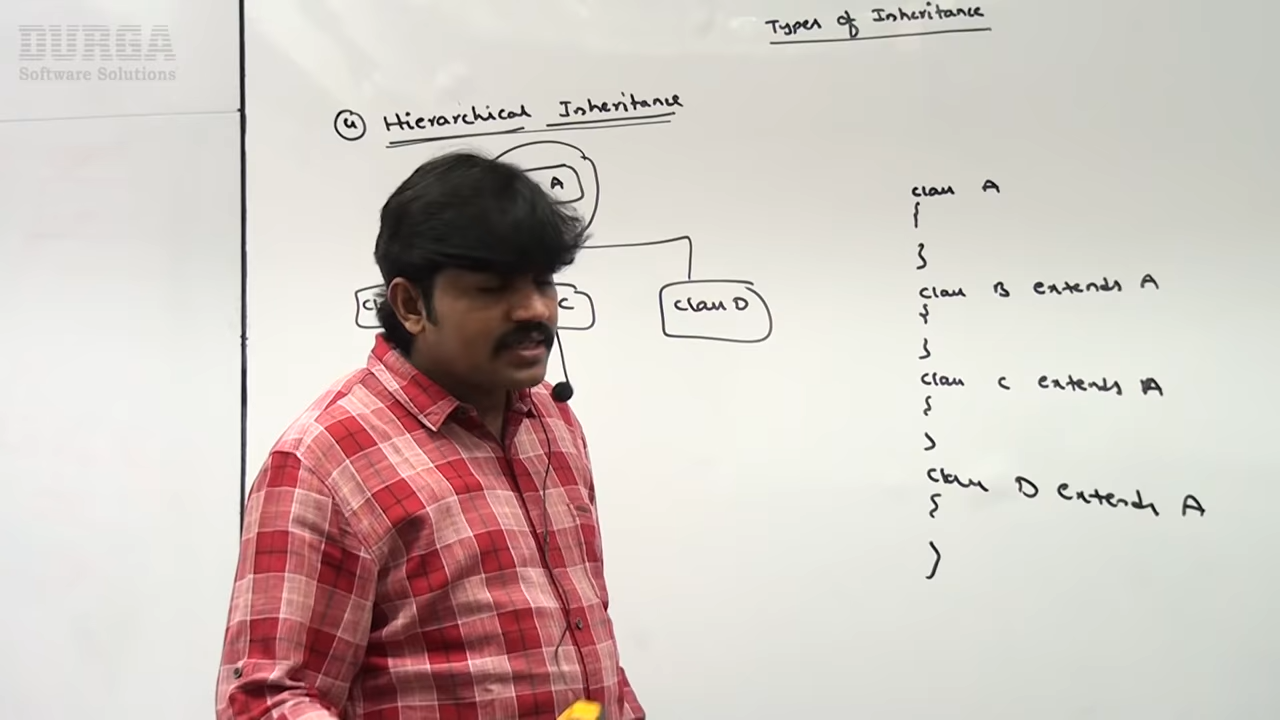 DURGA
Software Solutions
Types of Inheritance
4 Hierarchical Inheritance
A
C
class D
class A
{
}
class B extends A
{
}
class C extends A
{
}
class D extends A
{
}